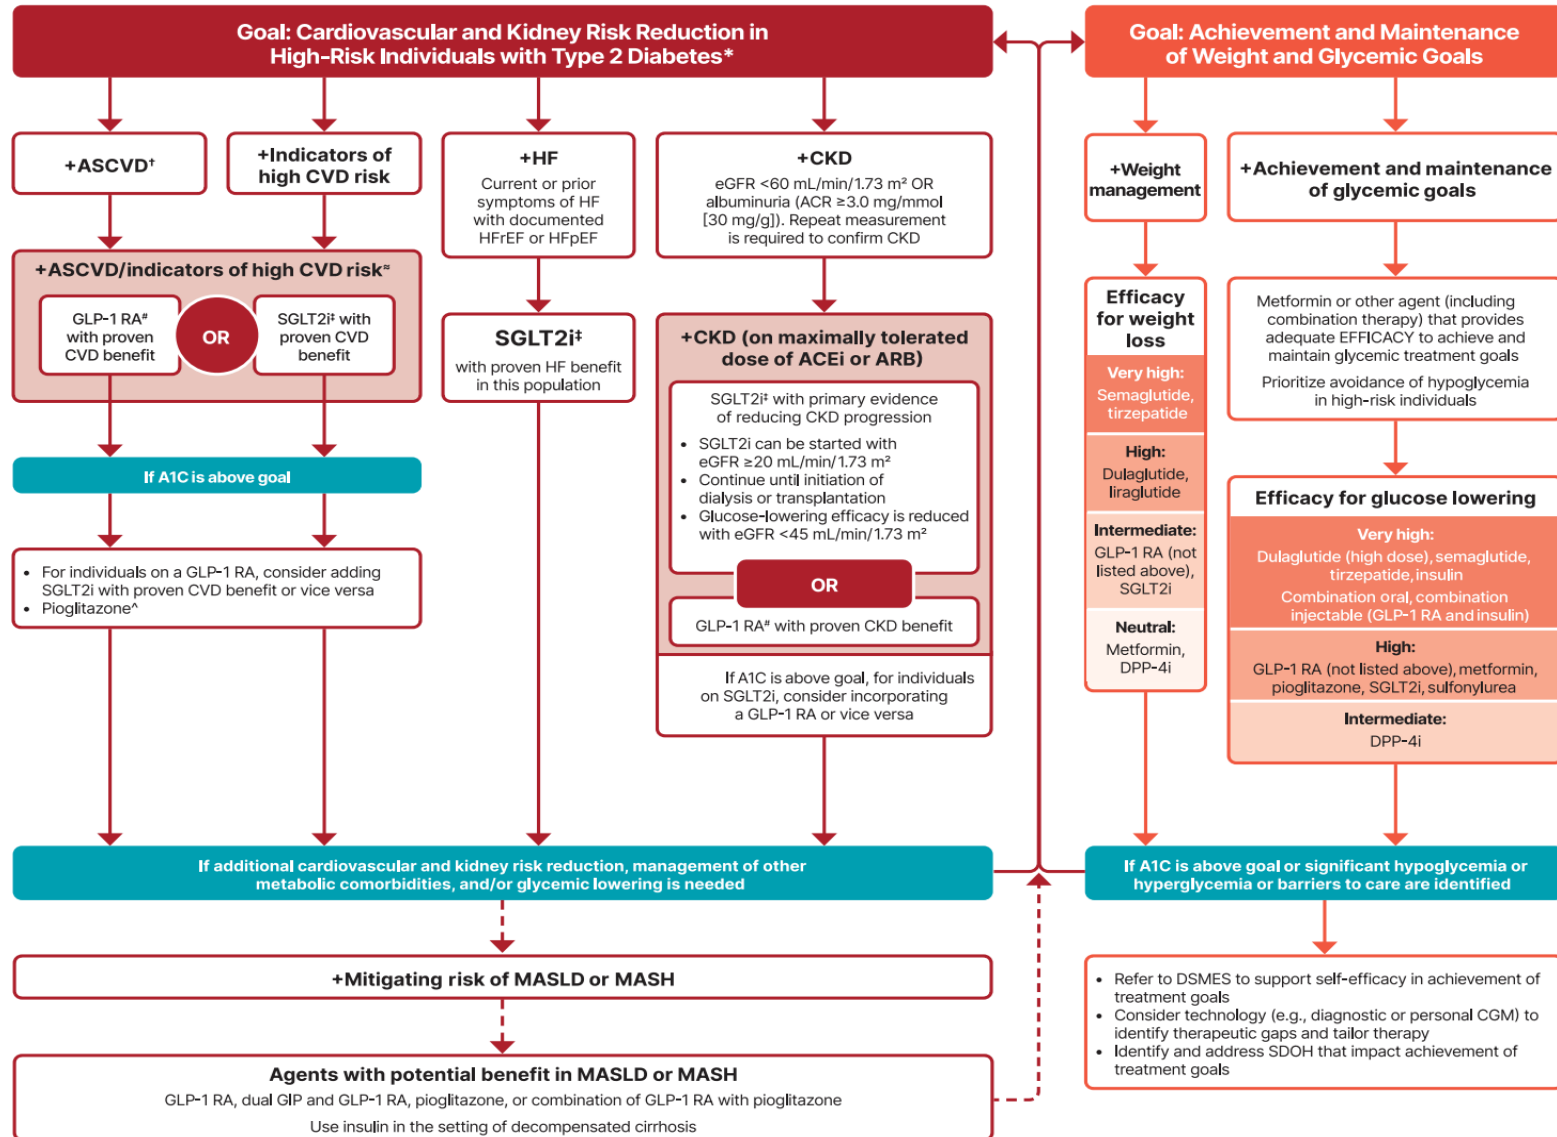 Goal: Cardiovascular and Kidney Risk Reduction in
High-Risk Individuals with Type 2 Diabetes*
+ASCVD†
+Indicators of
high CVD risk
+ASCVD/indicators of high CVD risk≈
GLP-1 RA#
with proven
CVD benefit
OR
SGLT2i‡ with
proven CVD
benefit
If A1C is above goal
• For individuals on a GLP-1 RA, consider adding
SGLT2i with proven CVD benefit or vice versa
• Pioglitazone^
+HF
Current or prior
symptoms of HF
with documented
HFrEF or HFpEF
SGLT2i‡
with proven HF benefit
in this population
+CKD
eGFR <60 mL/min/1.73 m² OR
albuminuria (ACR ≥3.0 mg/mmol
[30 mg/g]). Repeat measurement
is required to confirm CKD
+CKD (on maximally tolerated
dose of ACEi or ARB)
SGLT2i‡ with primary evidence
of reducing CKD progression
• SGLT2i can be started with
eGFR ≥20 mL/min/1.73 m²
• Continue until initiation of
dialysis or transplantation
• Glucose-lowering efficacy is reduced
with eGFR <45 mL/min/1.73 m²
OR
GLP-1 RA# with proven CKD benefit
If A1C is above goal, for individuals
on SGLT2i, consider incorporating
a GLP-1 RA or vice versa
If additional cardiovascular and kidney risk reduction, management of other
metabolic comorbidities, and/or glycemic lowering is needed
+Mitigating risk of MASLD or MASH
Agents with potential benefit in MASLD or MASH
GLP-1 RA, dual GIP and GLP-1 RA, pioglitazone, or combination of GLP-1 RA with pioglitazone
Use insulin in the setting of decompensated cirrhosis
Goal: Achievement and Maintenance
of Weight and Glycemic Goals
+Weight
management
Efficacy
for weight
loss
Very high:
Semaglutide,
tirzepatide
High:
Dulaglutide,
liraglutide
Intermediate:
GLP-1 RA (not
listed above),
SGLT2i
Neutral:
Metformin,
DPP-4i
+Achievement and maintenance
of glycemic goals
Metformin or other agent (including
combination therapy) that provides
adequate EFFICACY to achieve and
maintain glycemic treatment goals
Prioritize avoidance of hypoglycemia
in high-risk individuals
Efficacy for glucose lowering
Very high:
Dulaglutide (high dose), semaglutide,
tirzepatide, insulin
Combination oral, combination
injectable (GLP-1 RA and insulin)
High:
GLP-1 RA (not listed above), metformin,
pioglitazone, SGLT2i, sulfonylurea
Intermediate:
DPP-4i
If A1C is above goal or significant hypoglycemia or
hyperglycemia or barriers to care are identified
• Refer to DSMES to support self-efficacy in achievement of
treatment goals
• Consider technology (e.g., diagnostic or personal CGM) to
identify therapeutic gaps and tailor therapy
• Identify and address SDOH that impact achievement of
treatment goals